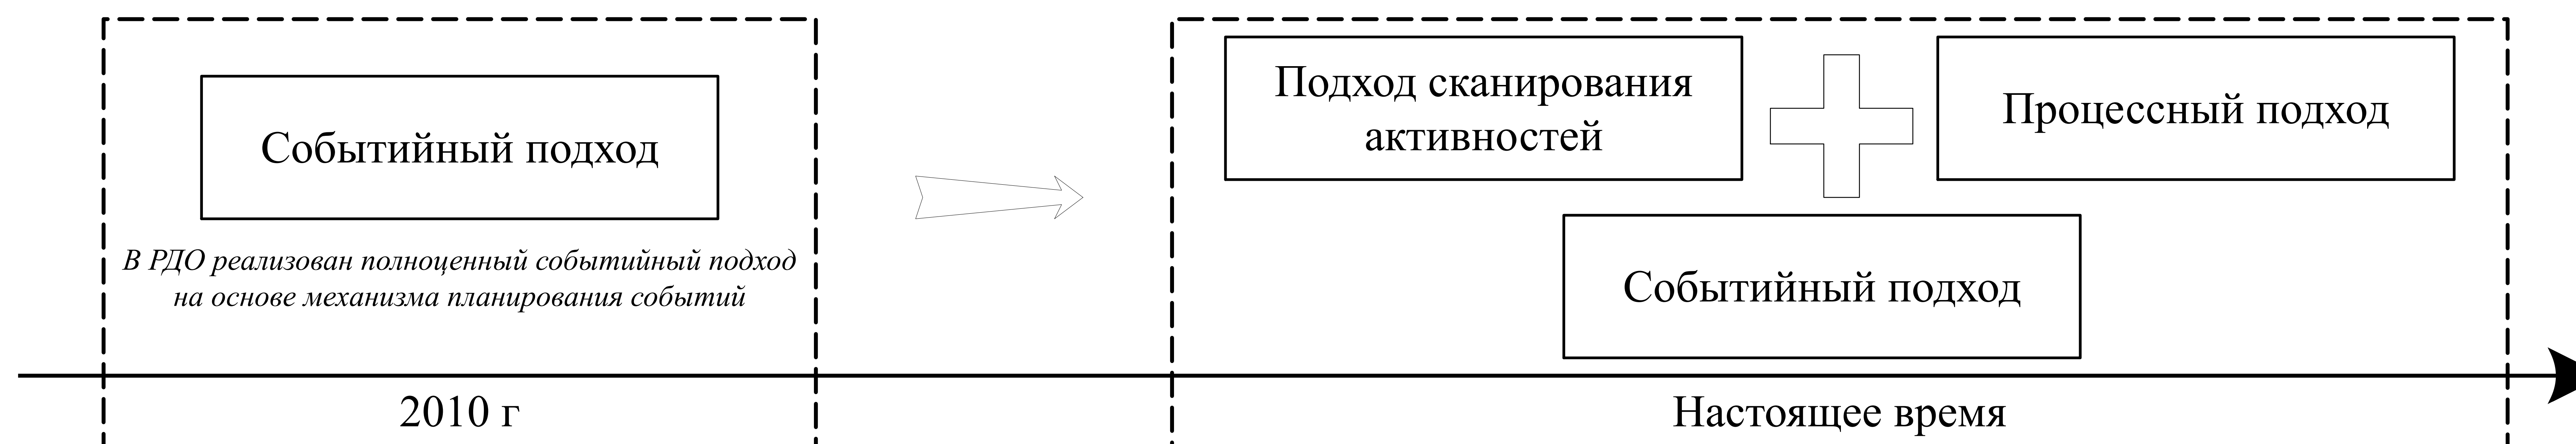 Событийный подход
В РДО реализован полноценный событийный подход
на основе механизма планирования событий
2010 г
Подход сканирования
активностей
Процессный подход
Событийный подход
Настоящее время